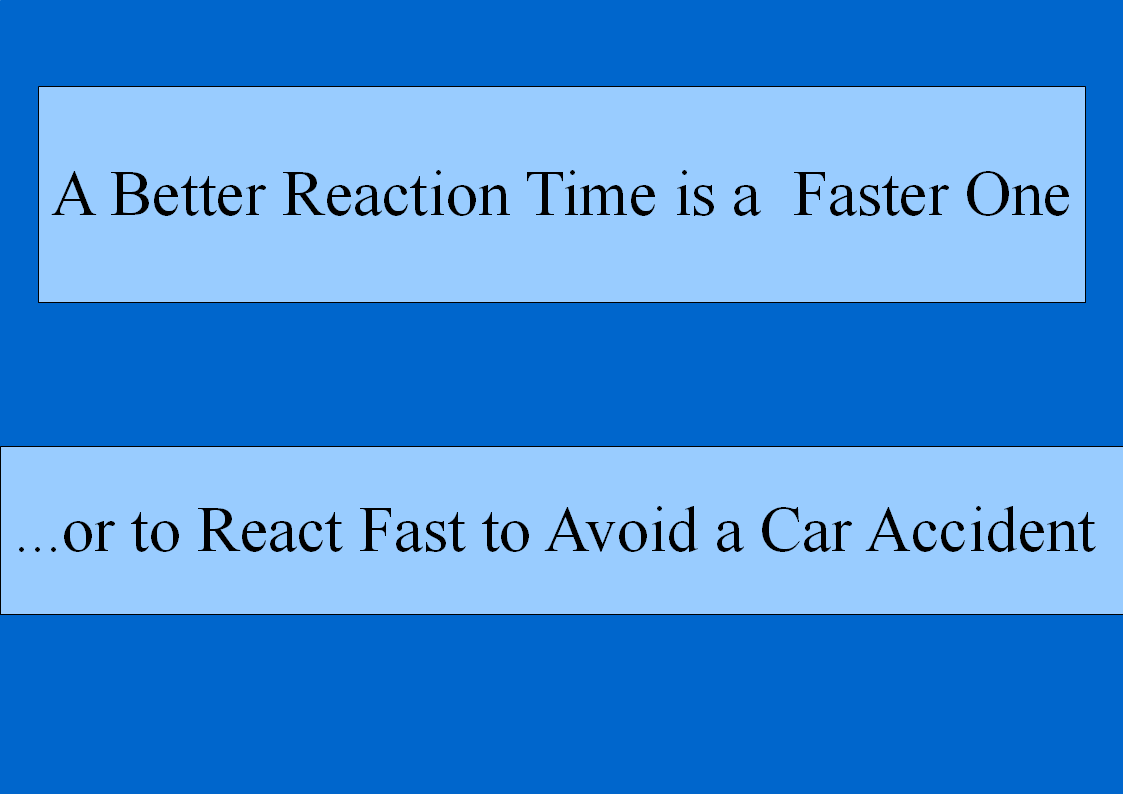 A Better Reaction Time is a  Faster One
...or to React Fast to Avoid a Car Accident